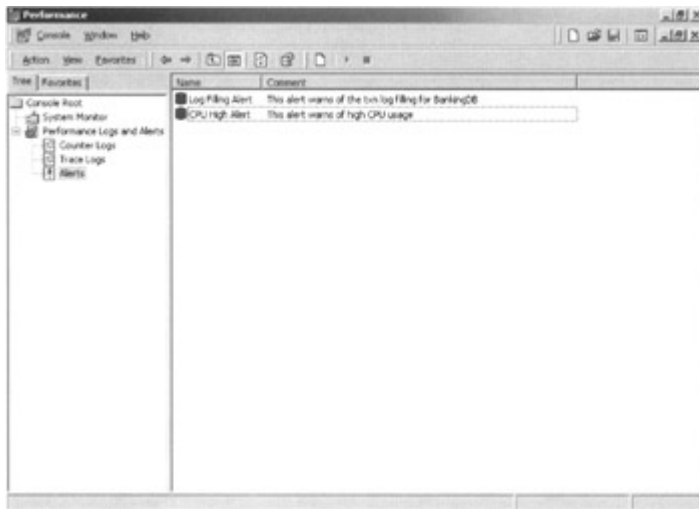 Performance
Console Window Help
Action View Favorites
Tree Favorites
Name Comment
Console Root
System Monitor
Performance Logs and Alerts
Counter Logs
Trace Logs
Alerts
Log Filling Alert This alert warns of the txn log filling for BankingDB
CPU High Alert This alert warns of high CPU usage